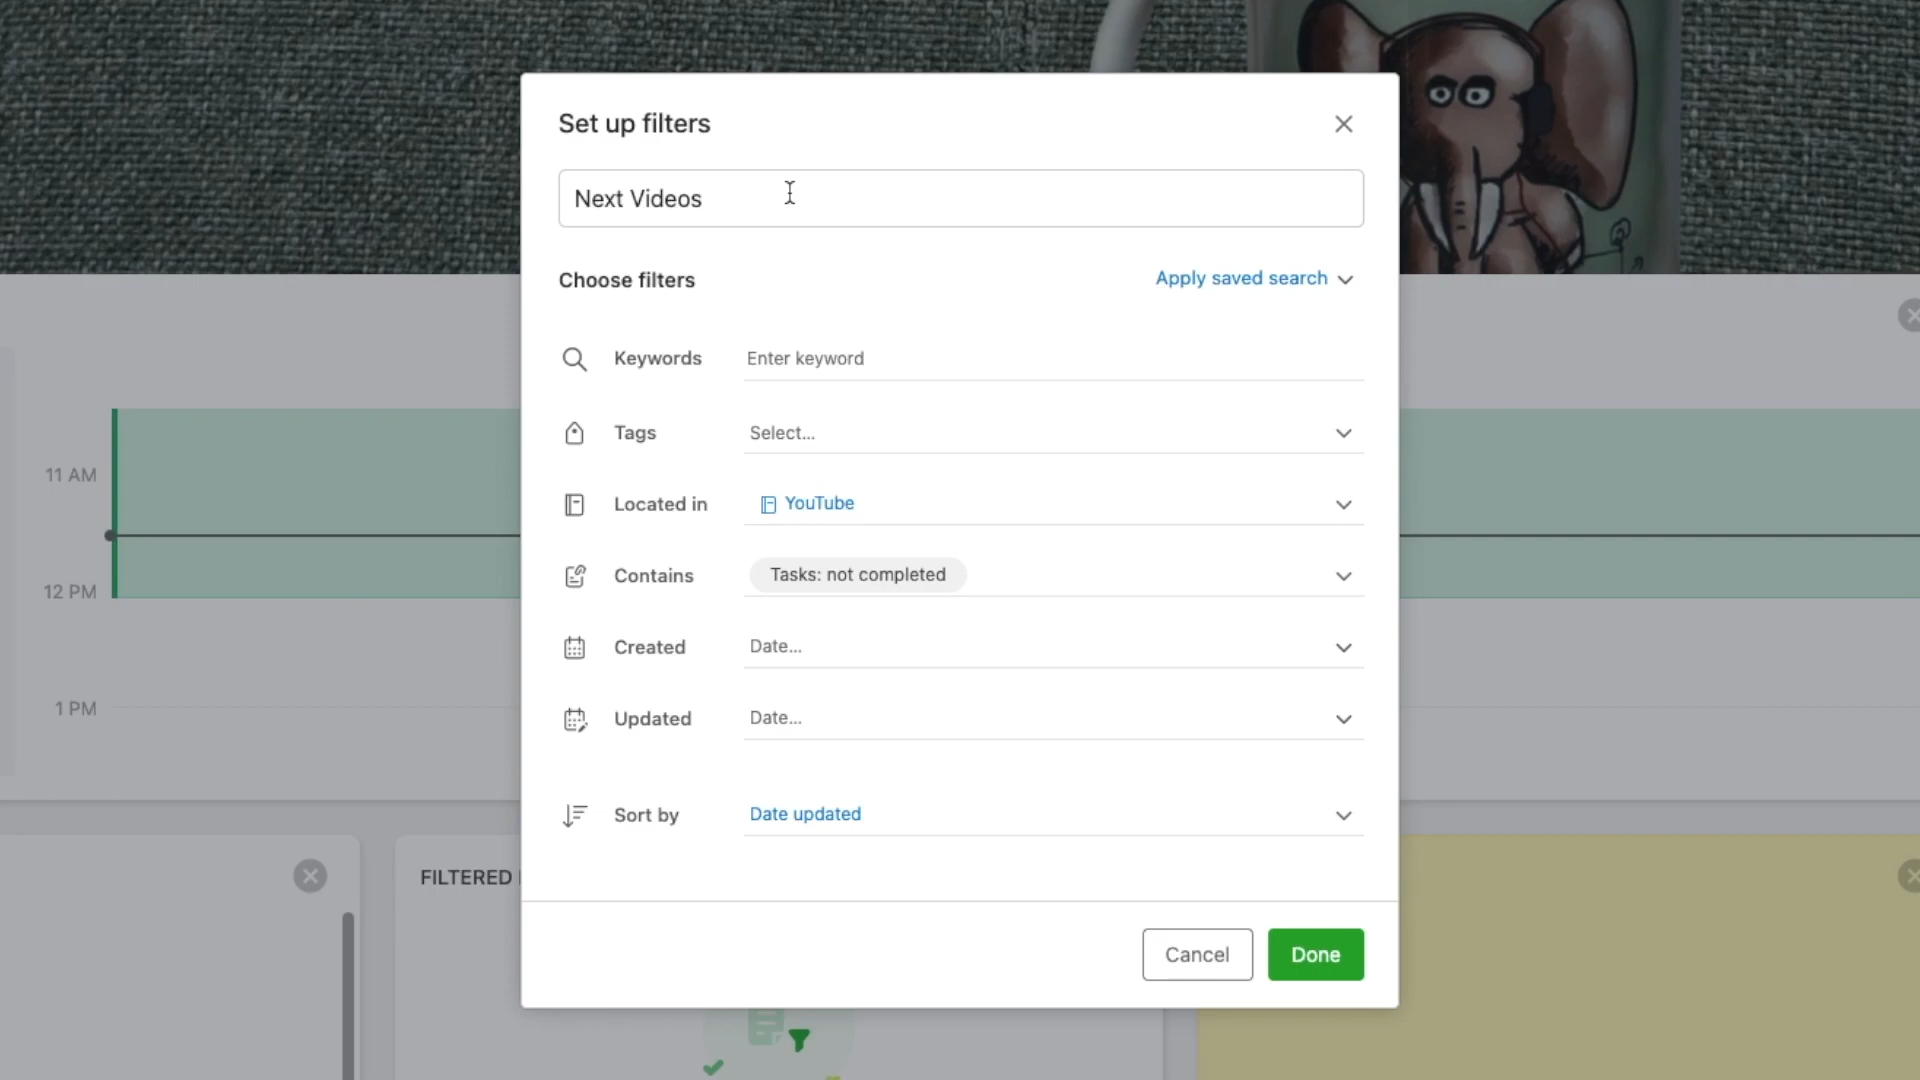 Set up filters
Next Videos
Choose filters
Apply saved search
Keywords Enter keyword
Tags Select...
Located in YouTube
Contains Tasks: not completed
Created Date...
Updated Date...
Sort by Date updated
Cancel Done
11 AM
12 PM
1 PM
FILTERED